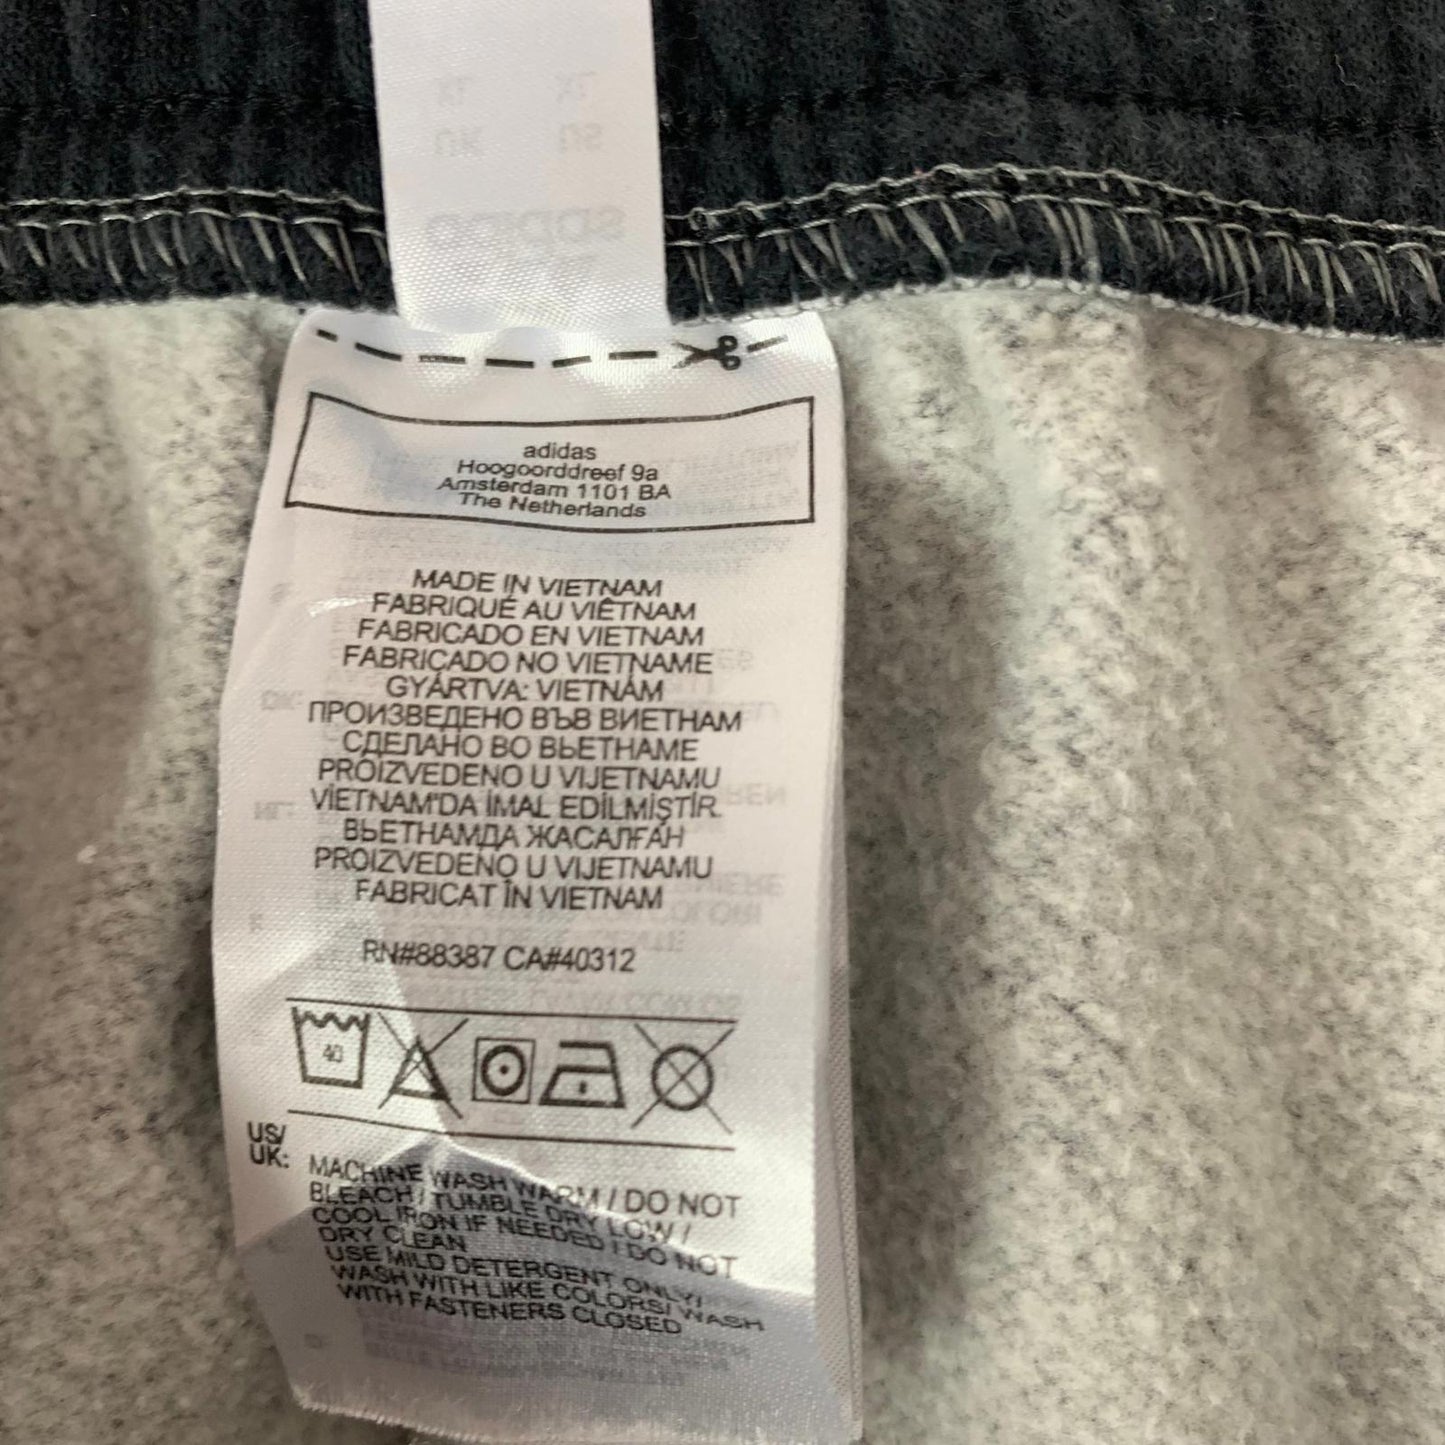 adidas
Hoogoorddreef 9a
Amsterdam 1101 BA
The Netherlands
MADE IN VIETNAM
FABRIQUÉ AU VIÊTNAM
FABRICADO EN VIETNAM
FABRICADO NO VIETNAME
GYÁRTVA: VIETNÁM
ПРОИЗВЕДЕНО ВЪВ ВИЕТНАМ
СДЕЛАНО ВО ВЬЕТНАМЕ
PROIZVEDENO U VIJETNAMU
VİETNAM'DA İMAL EDİLMİŞTİR.
ВЬЕТНАМДА ЖАСАЛҒАН
PROIZVEDENO U VIJETNAMU
FABRICAT ÎN VIETNAM
RN#88387 CA#40312
40
US/
UK:
MACHINE WASH WARM / DO NOT
BLEACH / TUMBLE DRY LOW /
COOL IRON IF NEEDED / DO NOT
DRY CLEAN
USE MILD DETERGENT ONLY/
WASH WITH LIKE COLORS/ WASH
WITH FASTENERS CLOSED